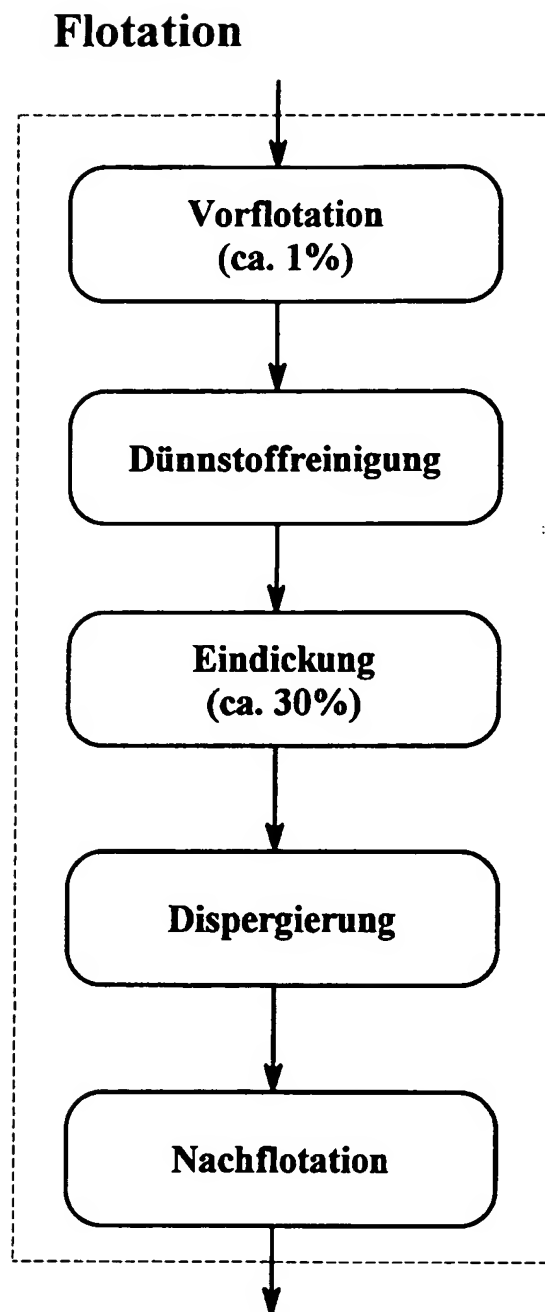 Flotation
Vorflotation
(ca. 1%)
Dünnstoffreinigung
Eindickung
(ca. 30%)
Dispergierung
Nachflotation